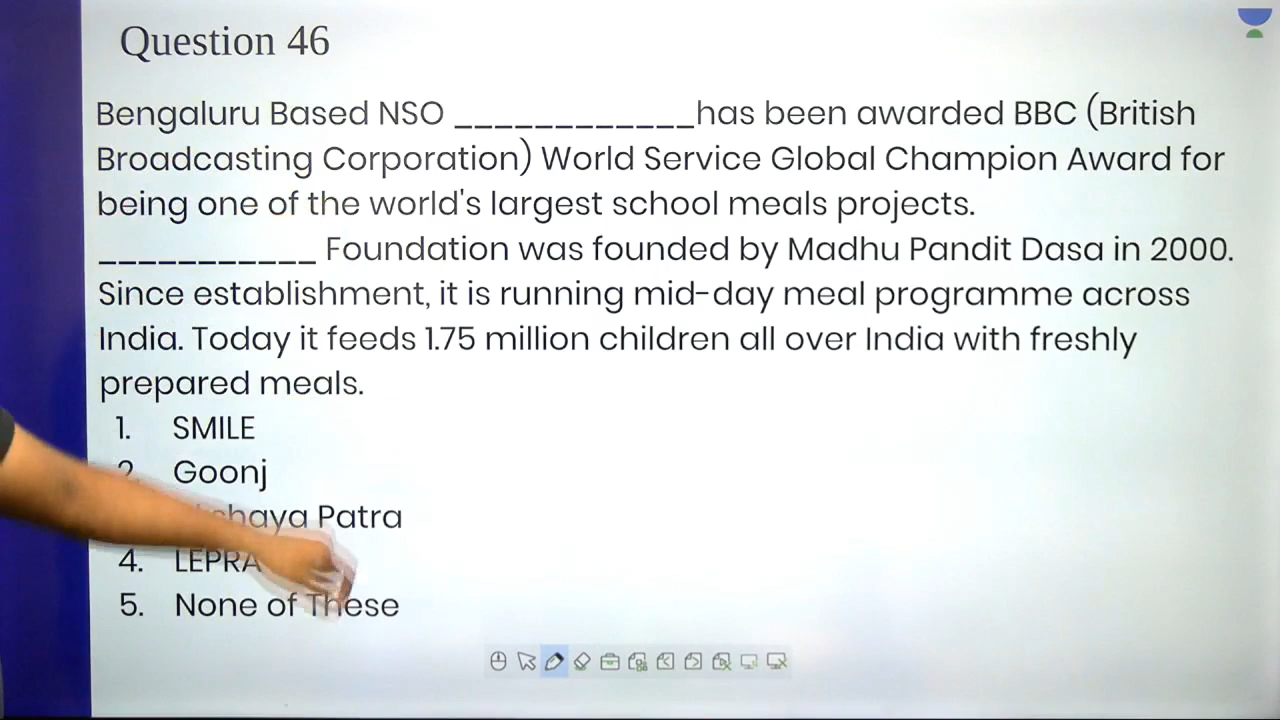 Question 46
Bengaluru Based NSO ____________has been awarded BBC (British
Broadcasting Corporation) World Service Global Champion Award for
being one of the world's largest school meals projects.
___________ Foundation was founded by Madhu Pandit Dasa in 2000.
Since establishment, it is running mid-day meal programme across
India. Today it feeds 1.75 million children all over India with freshly
prepared meals.
1. SMILE
2. Goonj
Patra
4. LEPRA
5. None of These